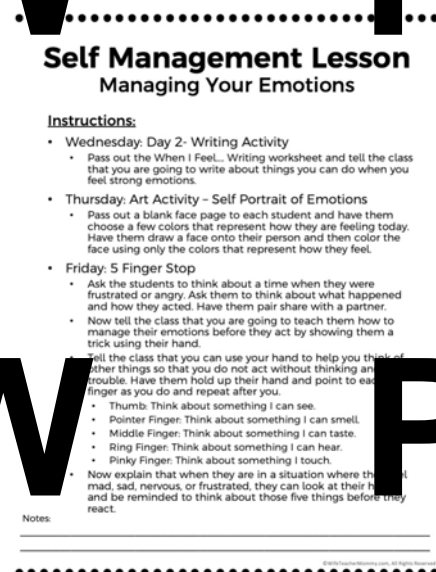 Self Management Lesson
Managing Your Emotions
Instructions:
• Wednesday: Day 2- Writing Activity
• Pass out the When I Feel... Writing worksheet and tell the class
that you are going to write about things you can do when you
feel strong emotions.
• Thursday: Art Activity – Self Portrait of Emotions
• Pass out a blank face page to each student and have them
choose a few colors that represent how they are feeling today.
Have them draw a face onto their person and then color the
face using only the colors that represent how they feel.
• Friday: 5 Finger Stop
• Ask the students to think about a time when they were
frustrated or angry. Ask them to think about what happened
and how they acted. Have them pair share with a partner.
• Now tell the class that you are going to teach them how to
manage their emotions before they act by showing them a
trick using their hand.
Tell the class that you can use your hand to help you think of
other things so that you do not act without thinking and
trouble. Have them hold up their hand and point to each
finger as you do and repeat after you.
• Thumb: Think about something I can see.
• Pointer Finger: Think about something I can smell.
• Middle Finger: Think about something I can taste.
• Ring Finger: Think about something I can hear.
• Pinky Finger: Think about something I touch.
• Now explain that when they are in a situation where
mad, sad, nervous, or frustrated, they can look at their
and be reminded to think about those five things before they
react.
Notes:
W P
©WifeTeacherMommy.com, All Rights Reserved